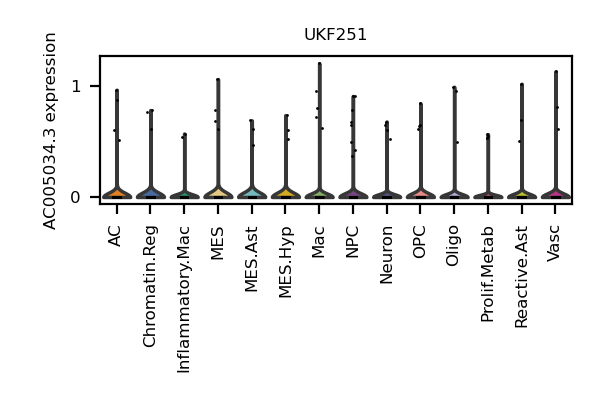 UKF251
AC005034.3 expression
1
0
AC
Chromatin.Reg
Inflammatory.Mac
MES
MES.Ast
MES.Hyp
Mac
NPC
Neuron
OPC
Oligo
Prolif.Metab
Reactive.Ast
Vasc